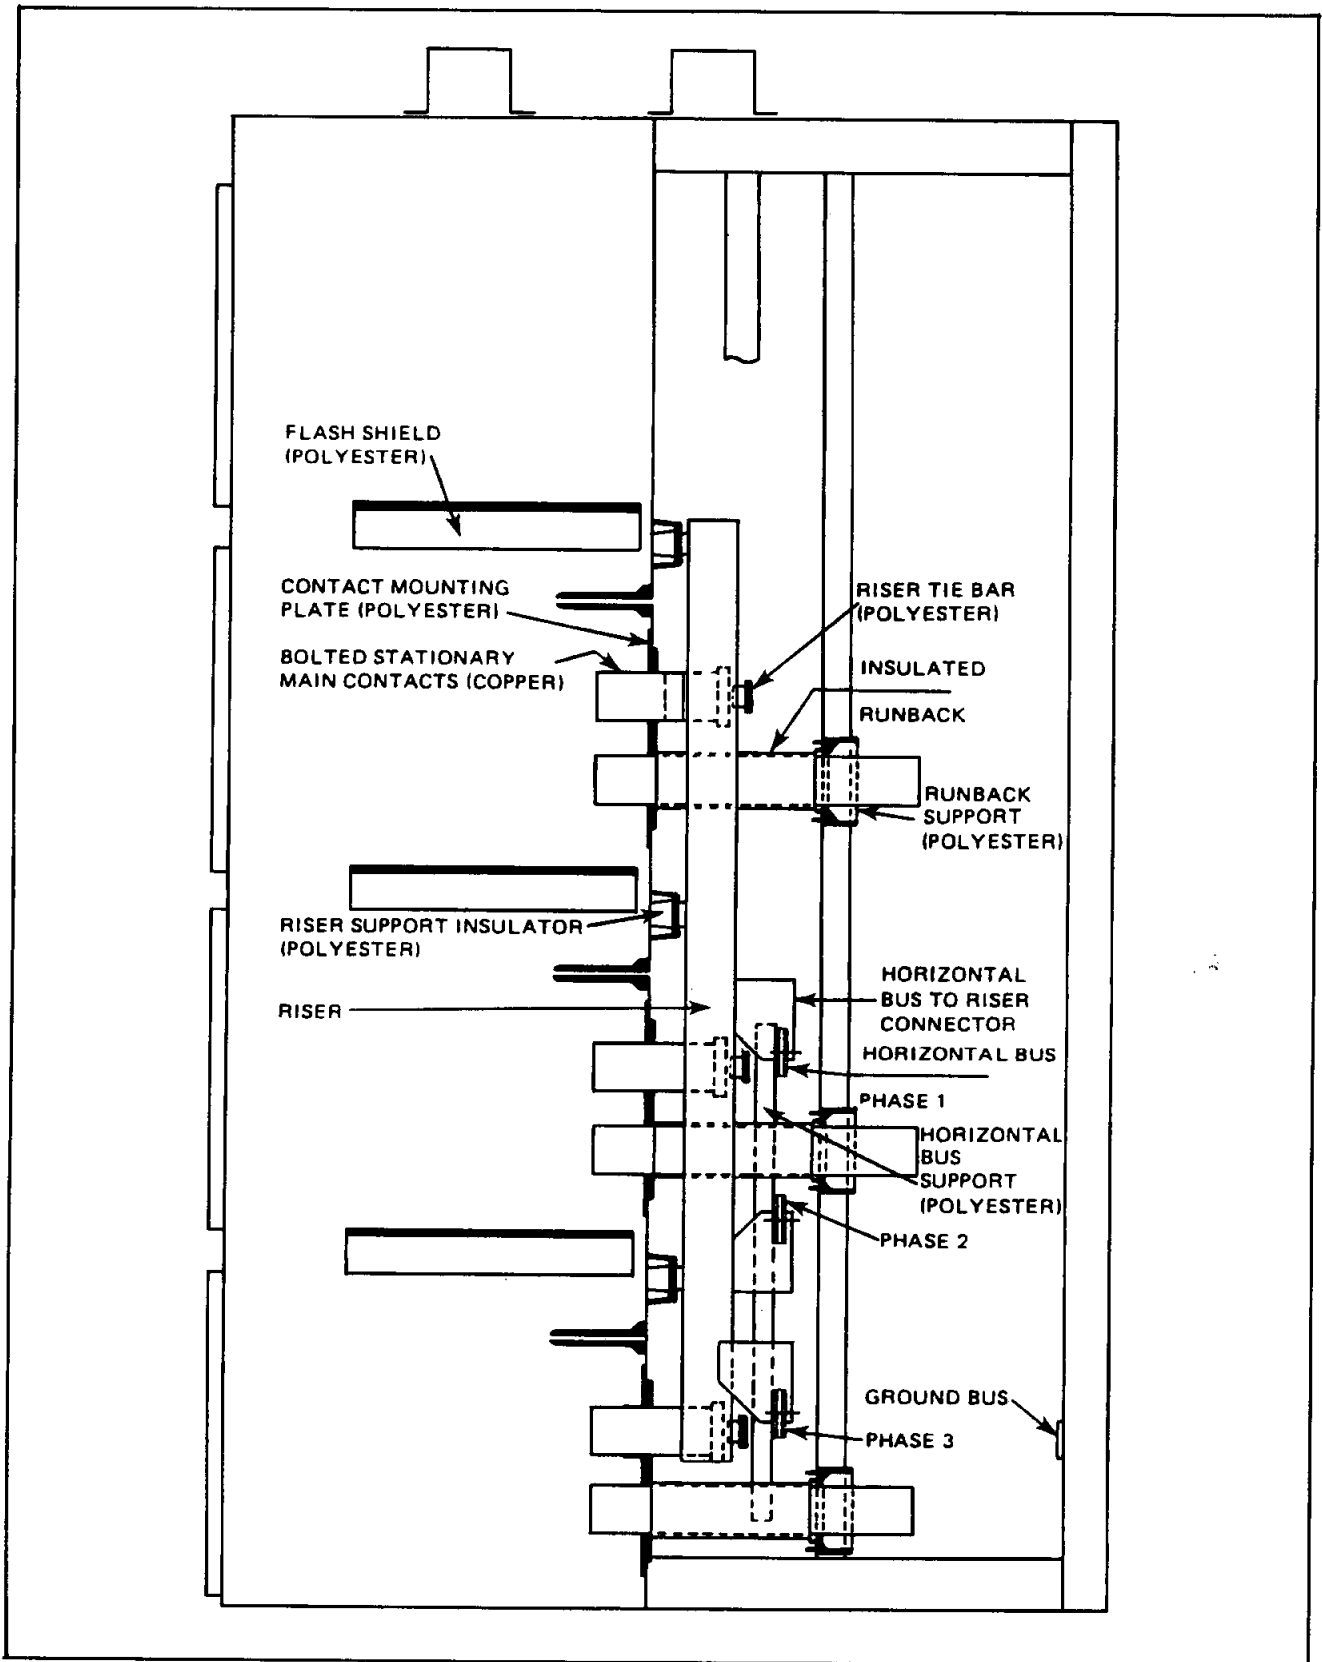 FLASH SHIELD
(POLYESTER)
CONTACT MOUNTING
PLATE (POLYESTER)
BOLTED STATIONARY
MAIN CONTACTS (COPPER)
RISER TIE BAR
(POLYESTER)
INSULATED
RUNBACK
RUNBACK
SUPPORT
(POLYESTER)
RISER SUPPORT INSULATOR
(POLYESTER)
RISER
HORIZONTAL
BUS TO RISER
CONNECTOR
HORIZONTAL BUS
PHASE 1
HORIZONTAL
BUS
SUPPORT
(POLYESTER)
PHASE 2
GROUND BUS
PHASE 3